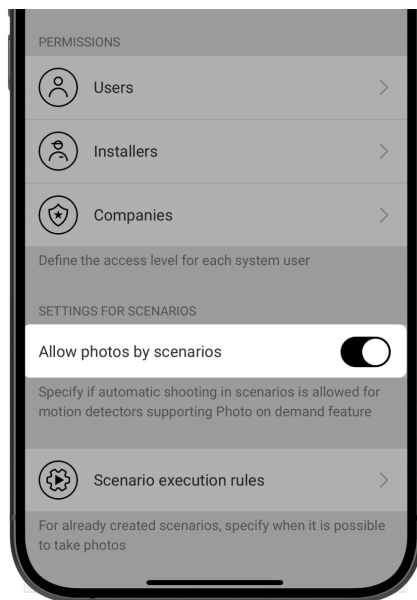 PERMISSIONS
Users
Installers
Companies
Define the access level for each system user
SETTINGS FOR SCENARIOS
Allow photos by scenarios
Specify if automatic shooting in scenarios is allowed for
motion detectors supporting Photo on demand feature
Scenario execution rules
For already created scenarios, specify when it is possible
to take photos